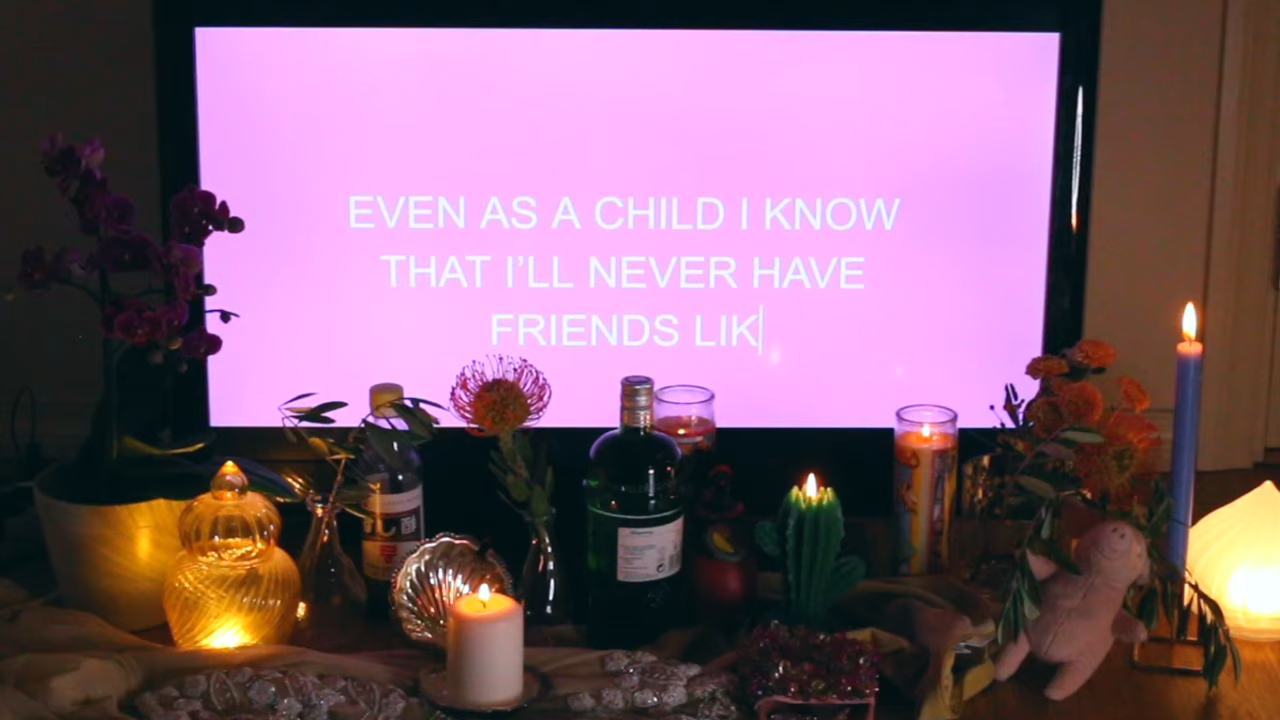 EVEN AS A CHILD I KNOW
THAT I’LL NEVER HAVE
FRIENDS LIK